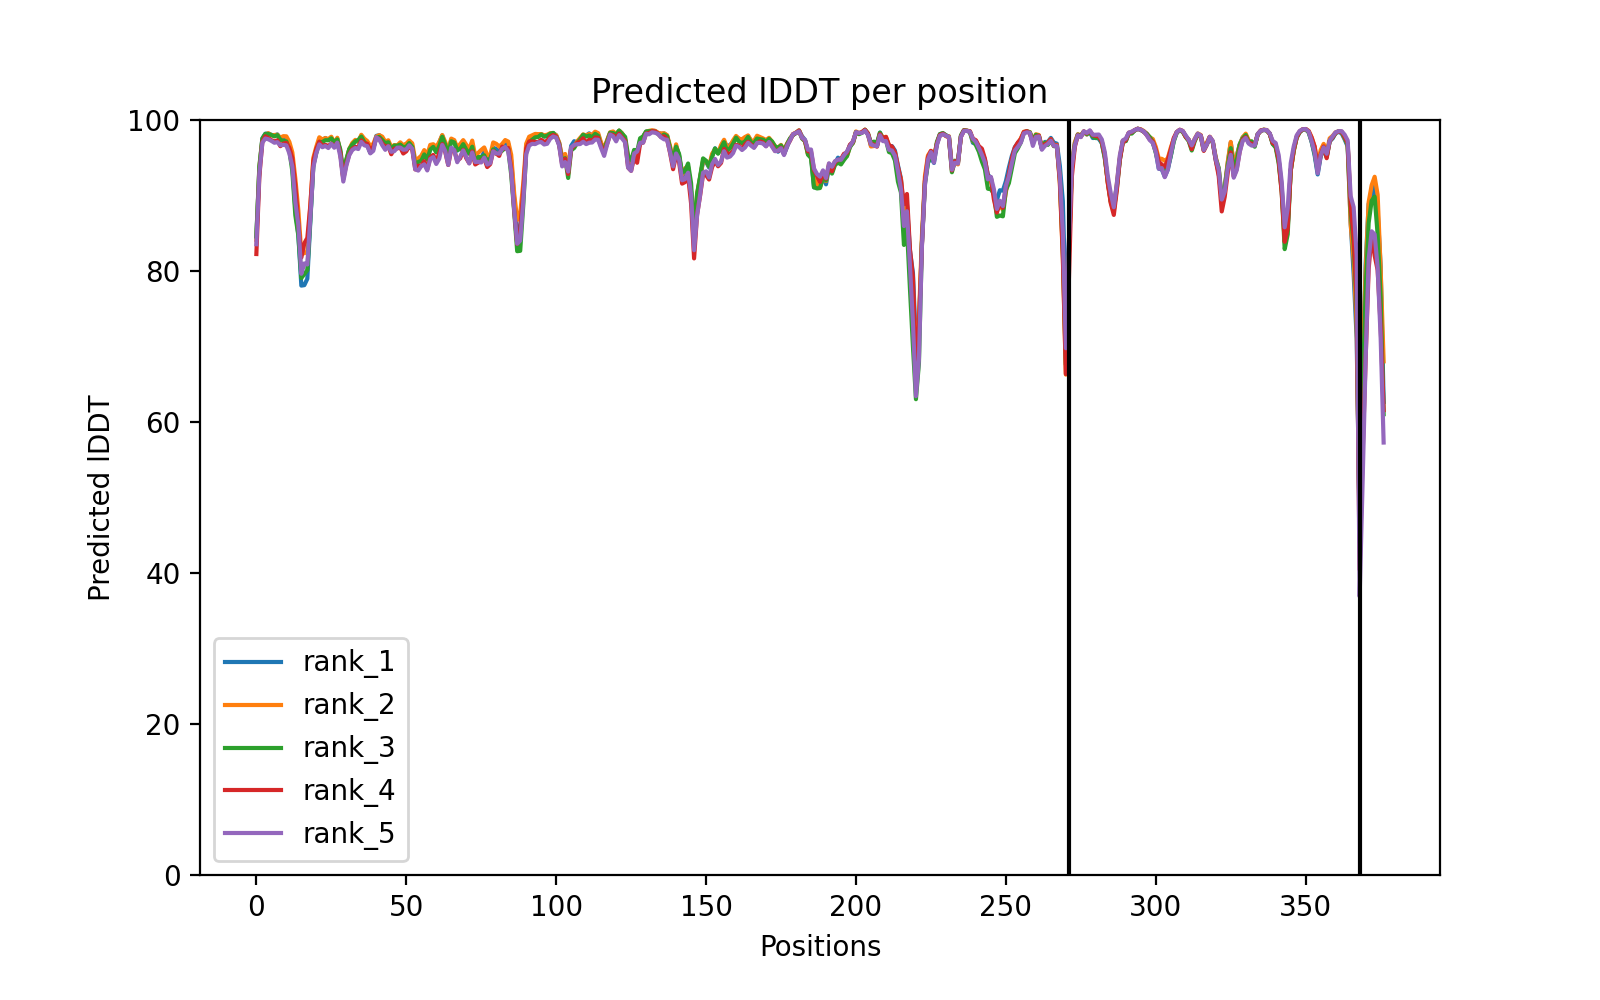 Predicted lDDT per position
100
80
60
40
20
0
Predicted lDDT
rank_1
rank_2
rank_3
rank_4
rank_5
0 50 100 150 200 250 300 350
Positions